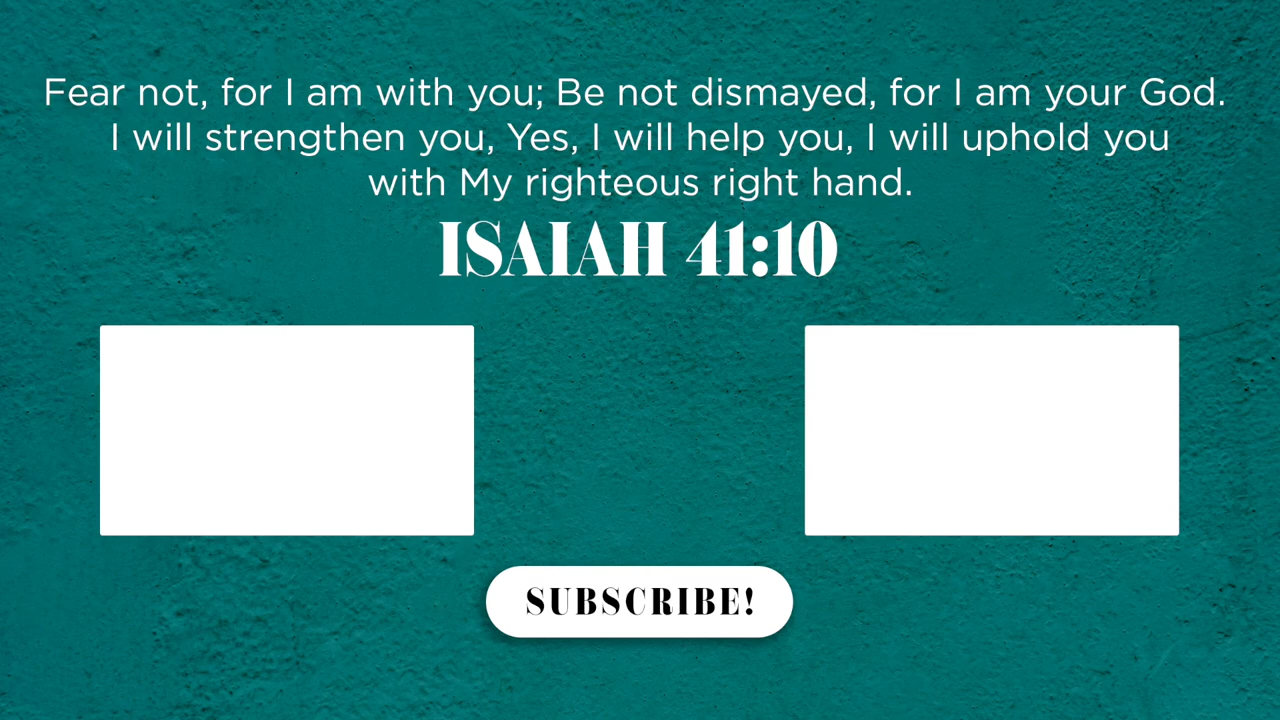 Fear not, for I am with you; Be not dismayed, for I am your God.
I will strengthen you, Yes, I will help you, I will uphold you
with My righteous right hand.
ISAIAH 41:10
SUBSCRIBE!